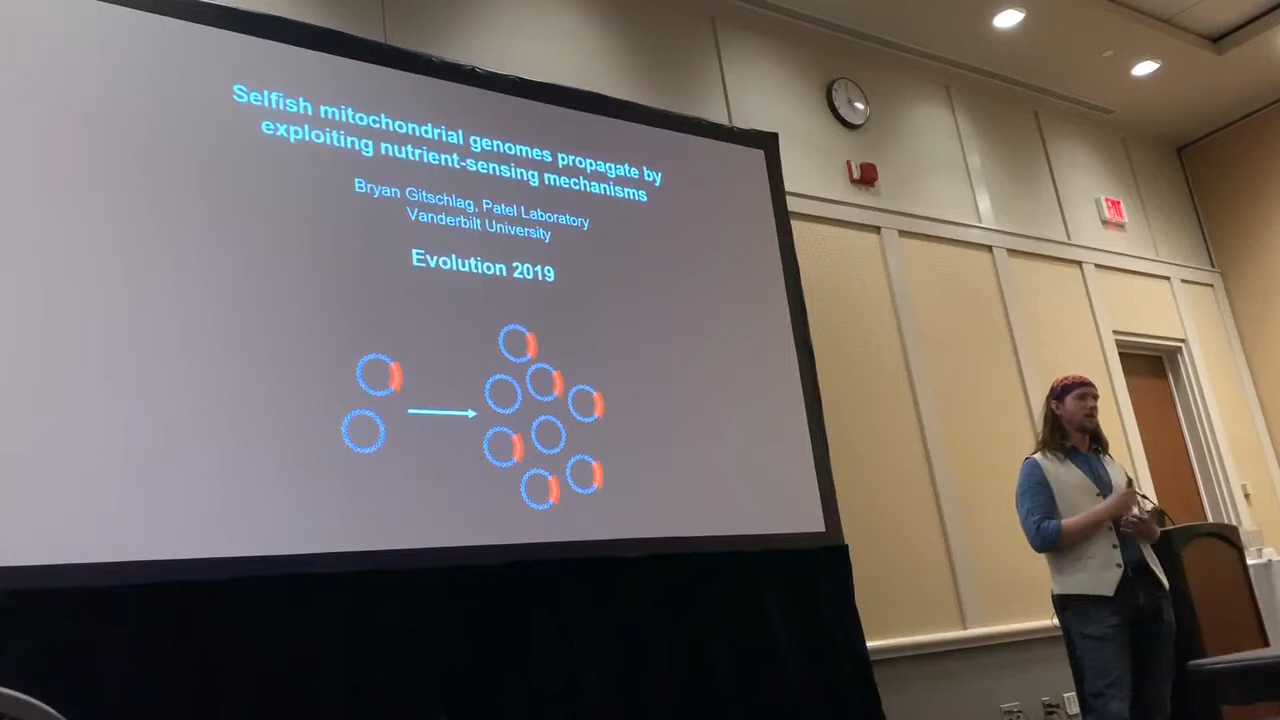 Selfish mitochondrial genomes propagate by
exploiting nutrient-sensing mechanisms
Bryan Gitschlag, Patel Laboratory
Vanderbilt University
Evolution 2019
EXIT